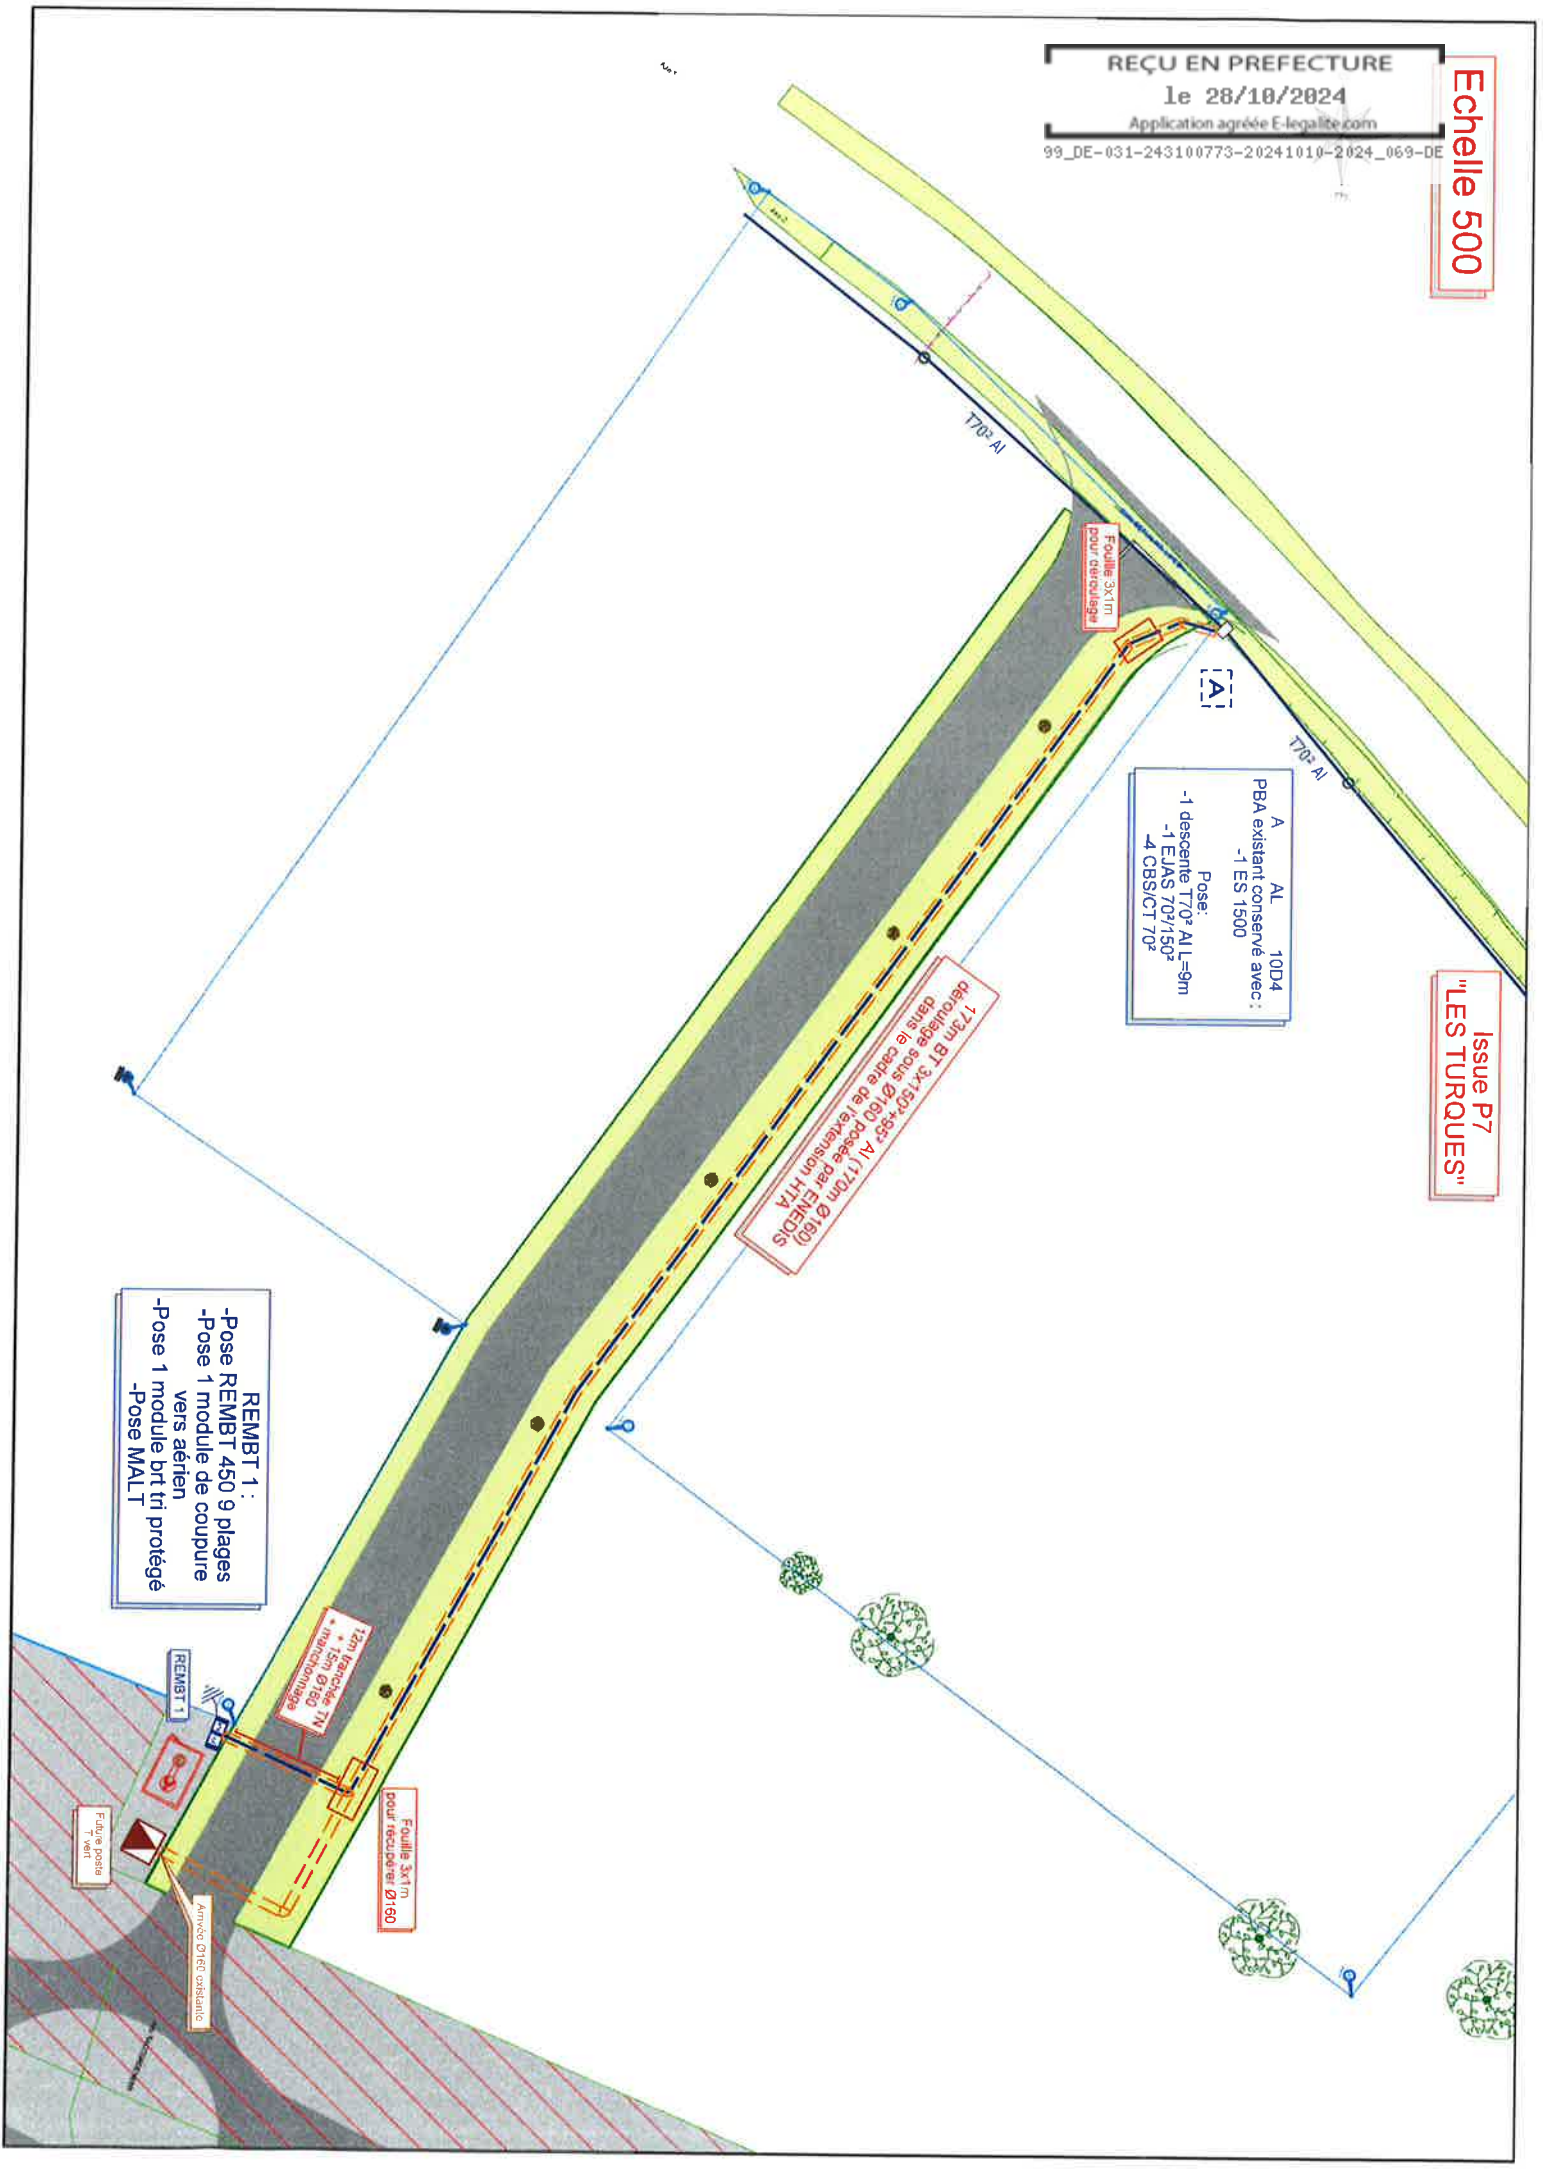 REÇU EN PREFECTURE
le 28/10/2024
Application agréée E-legalite.com
99_DE-031-243100773-20241010-2024_069-DE
Echelle 500
Issue P7
"LES TURQUES"
T70² Al
Fouille 3x1m
pour déroulage
A
T70² Al
A AL 10D4
PBA existant conservé avec :
-1 ES 1500
Pose:
-1 descente T70² Al L=9m
-1 EJAS 70²/150²
-4 CBS/CT 70²
173m BT 3x150²+95² Al (170m Ø160)
déroulage sous Ø160 posée par ENEDIS
dans le cadre de l'extension HTA
REMBT 1 :
-Pose REMBT 450 9 plages
-Pose 1 module de coupure
vers aérien
-Pose 1 module brt tri protégé
-Pose MALT
12m tranchée TN
+ 15m Ø160
+ manchonnage
REMBT 1
Fouille 3x1m
pour récupérer Ø160
Future poste
T vert
Arrivée Ø160 existante